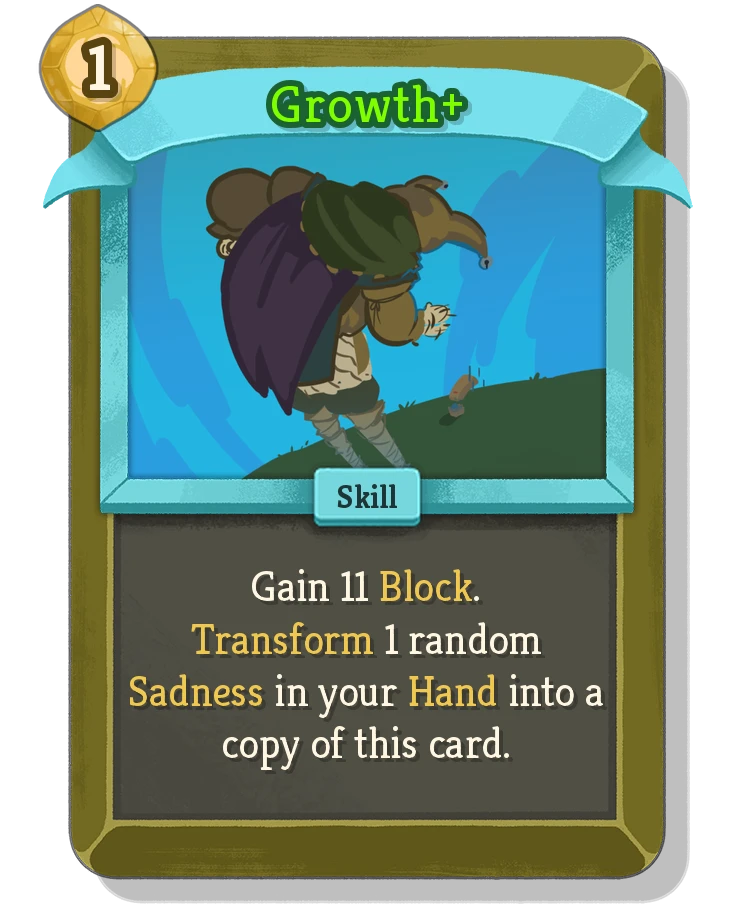 1
Growth+
Skill
Gain 11 Block.
Transform 1 random
Sadness in your Hand into a
copy of this card.